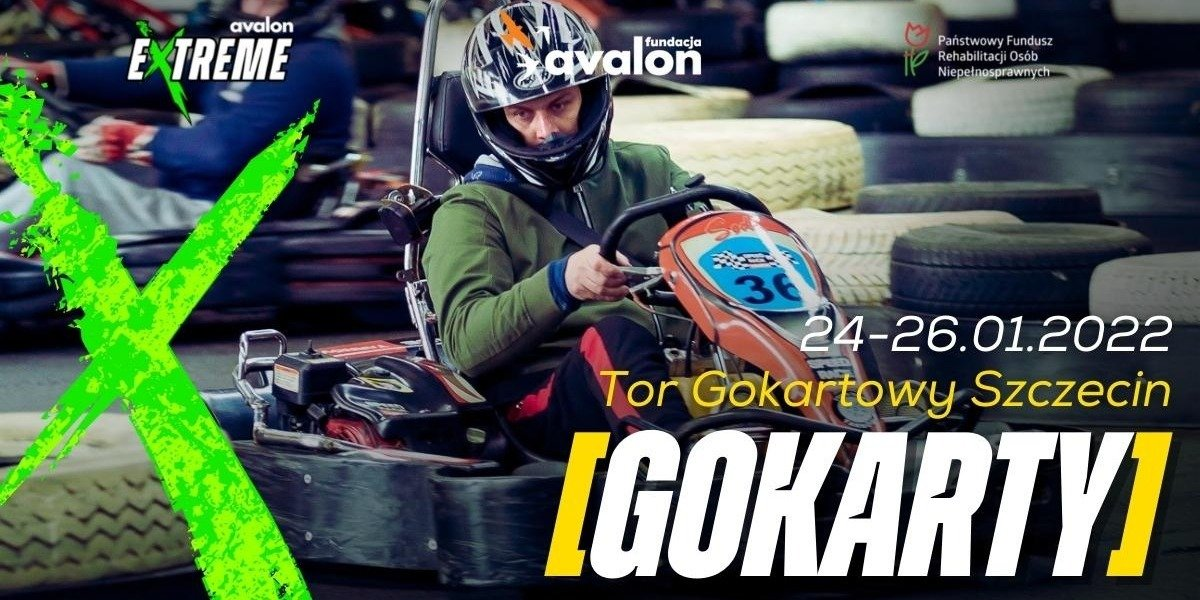 avalon
EXTREME
fundacja
avalon
Państwowy Fundusz
Rehabilitacji Osób
Niepełnosprawnych
36
24-26.01.2022
Tor Gokartowy Szczecin
[GOKARTY]